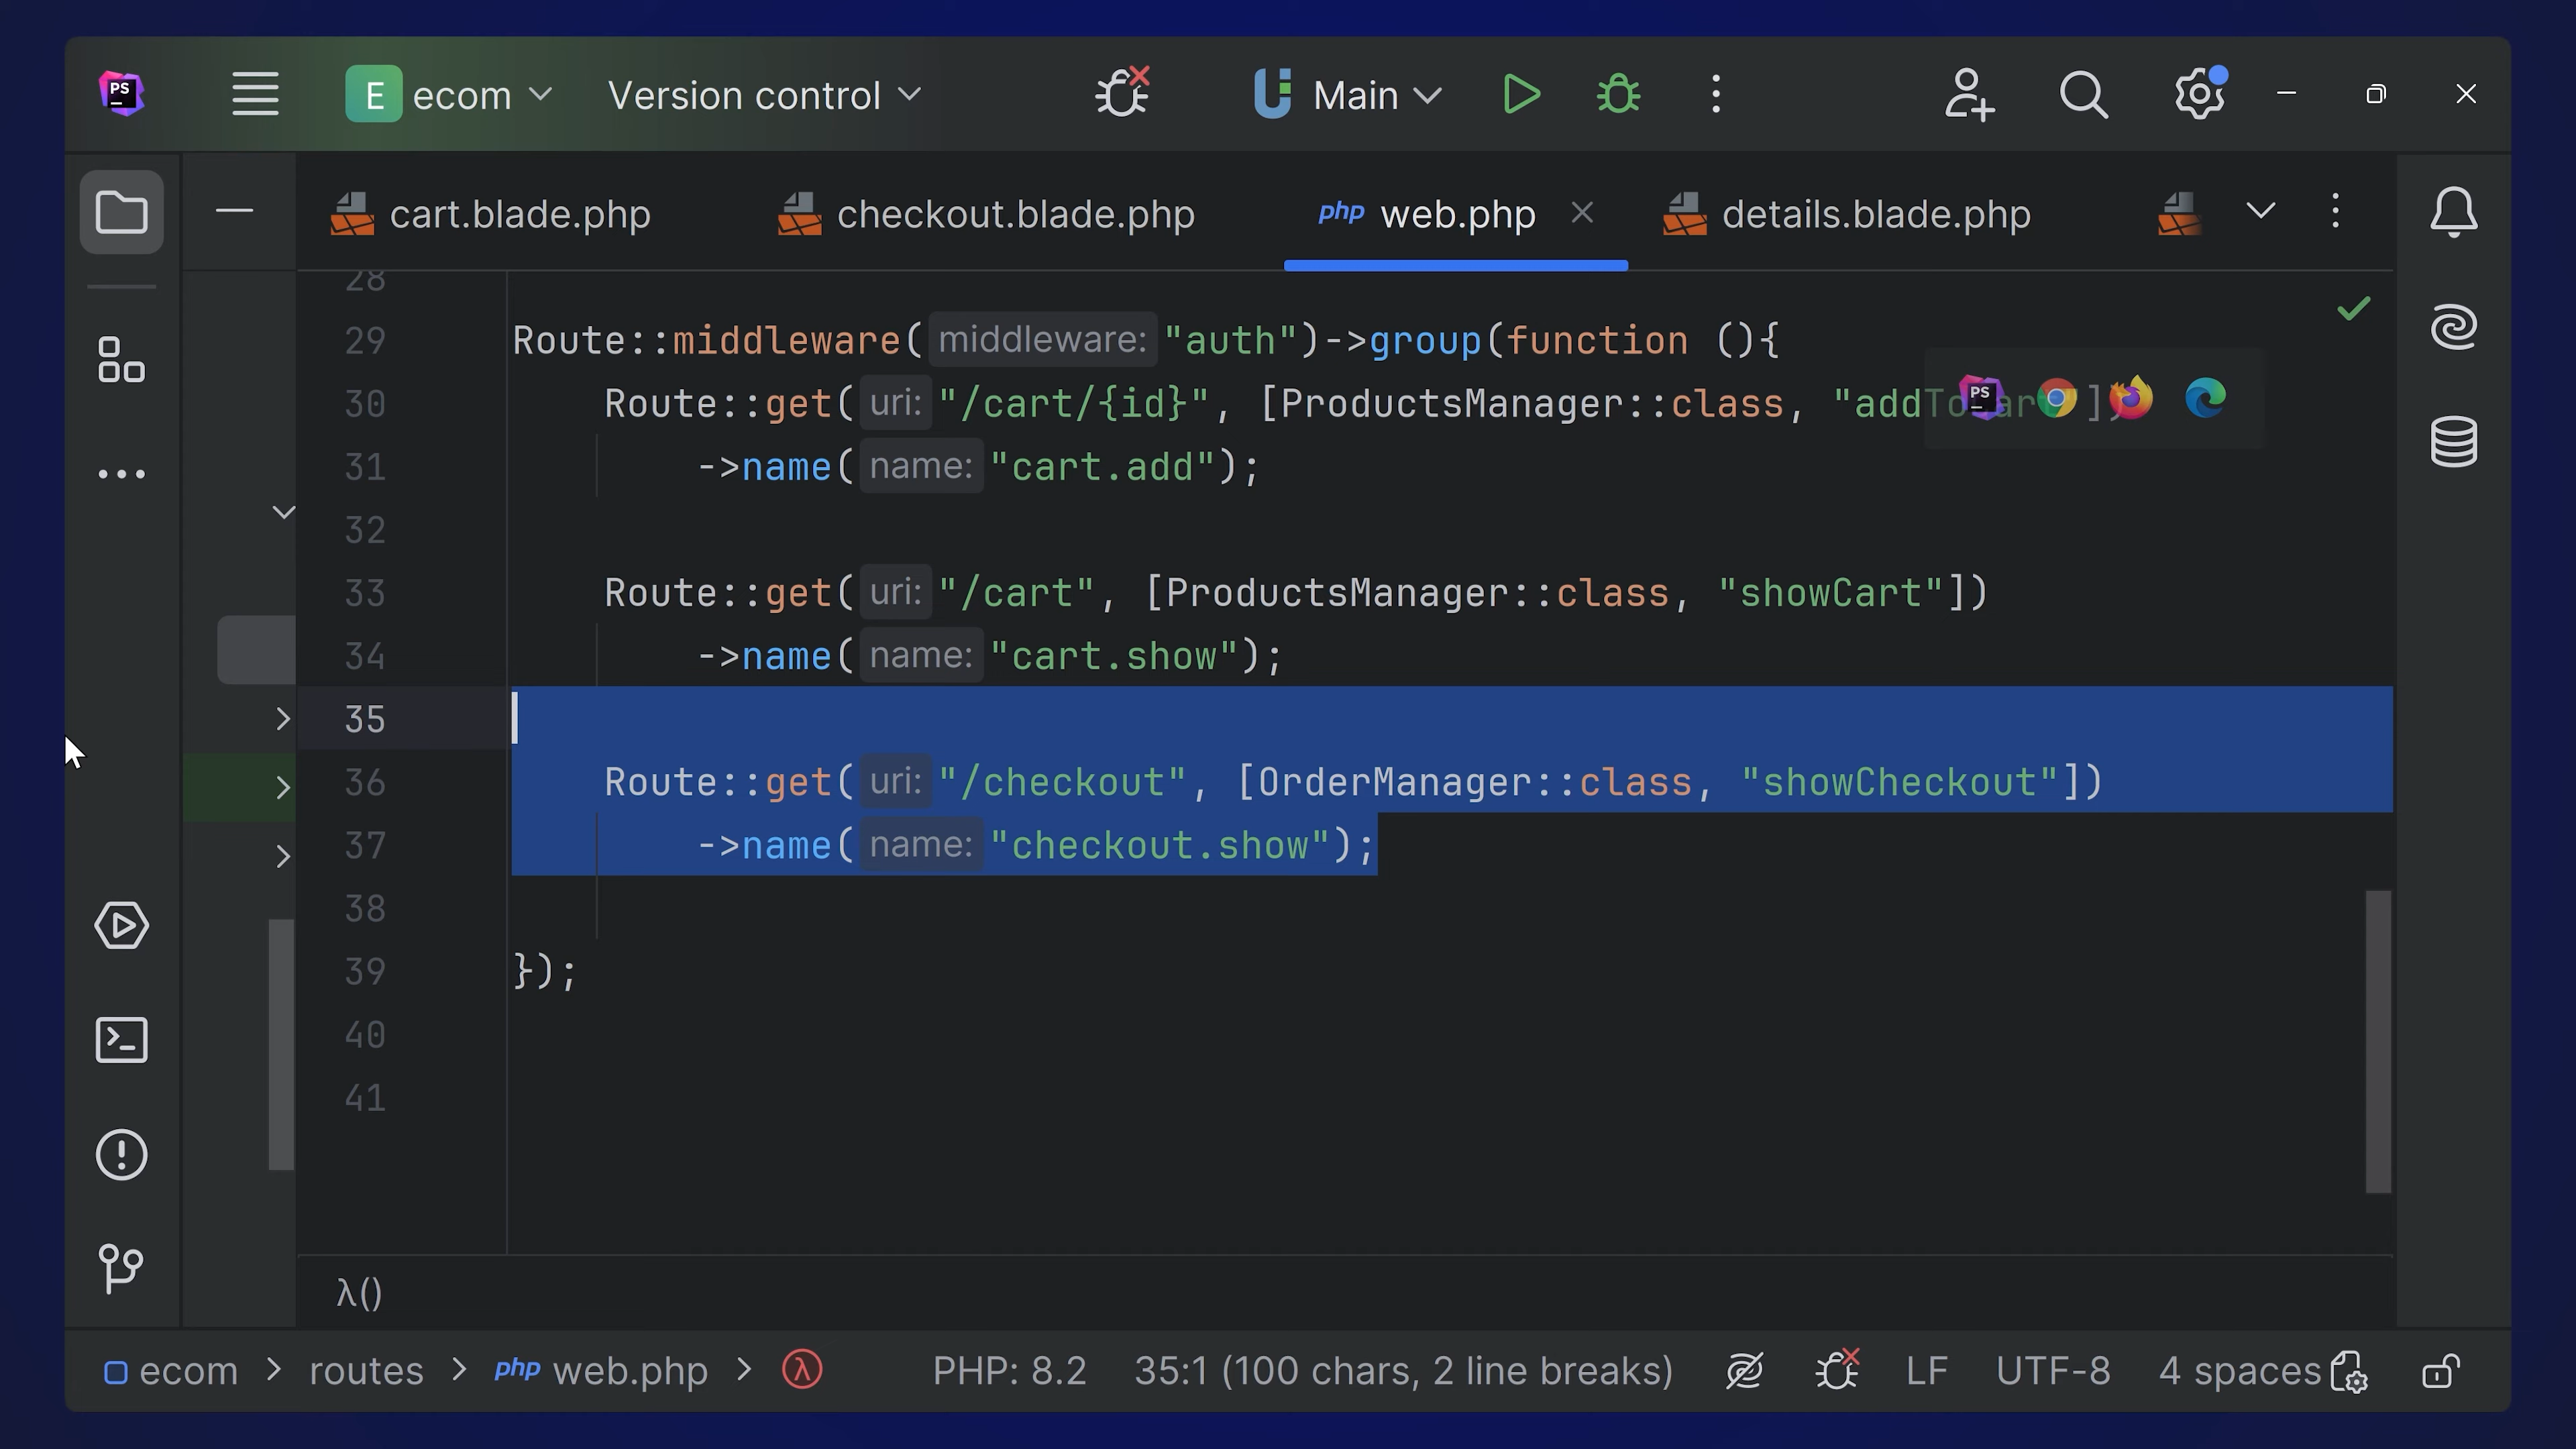 PS
E ecom Version control Main
cart.blade.php checkout.blade.php php web.php details.blade.php
28
29 Route::middleware( middleware: "auth")->group(function (){
30 Route::get( uri: "/cart/{id}", [ProductsManager::class, "addTo ar ])
31 ->name( name: "cart.add");
32
33 Route::get( uri: "/cart", [ProductsManager::class, "showCart"])
34 ->name( name: "cart.show");
35
36 Route::get( uri: "/checkout", [OrderManager::class, "showCheckout"])
37 ->name( name: "checkout.show");
38
39 });
40
41
λ()
ecom > routes > php web.php > λ PHP: 8.2 35:1 (100 chars, 2 line breaks) LF UTF-8 4 spaces